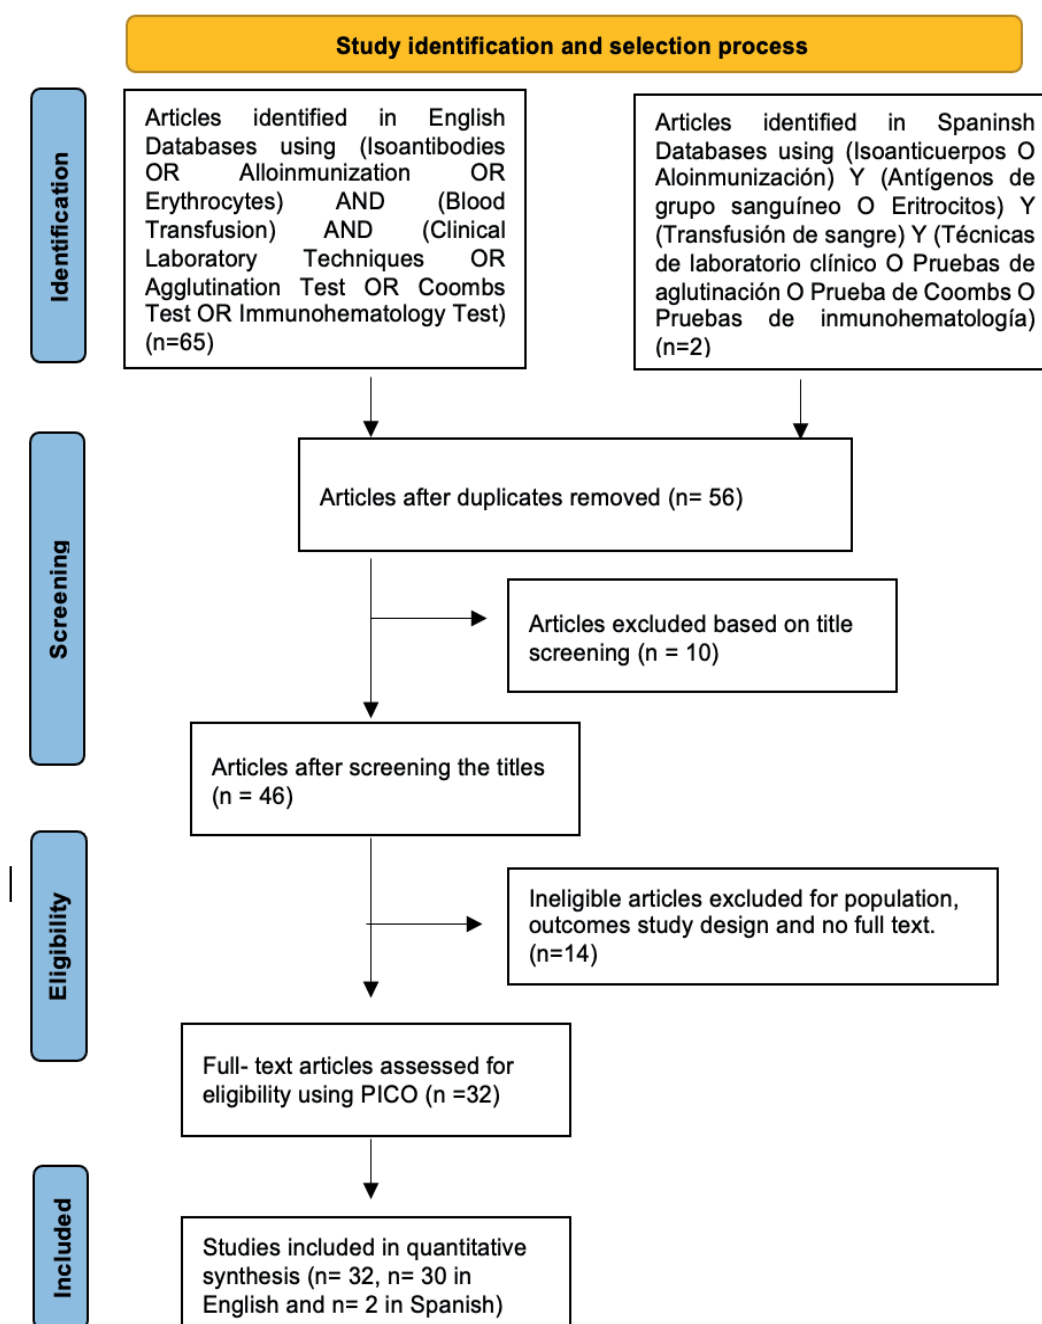 Study identification and selection process
Identification
Articles identified in English
Databases using (Isoantibodies
OR Alloinmunization OR
Erythrocytes) AND (Blood
Transfusion) AND (Clinical
Laboratory Techniques OR
Agglutination Test OR Coombs
Test OR Immunohematology Test)
(n=65)
Articles identified in Spaninsh
Databases using (Isoanticuerpos O
Aloinmunización) Y (Antígenos de
grupo sanguíneo O Eritrocitos) Y
(Transfusión de sangre) Y (Técnicas
de laboratorio clínico O Pruebas de
aglutinación O Prueba de Coombs O
Pruebas de inmunohematología)
(n=2)
Screening
Articles after duplicates removed (n= 56)
Articles excluded based on title
screening (n = 10)
Articles after screening the titles
(n = 46)
Eligibility
Ineligible articles excluded for population,
outcomes study design and no full text.
(n=14)
Full- text articles assessed for
eligibility using PICO (n =32)
Included
Studies included in quantitative
synthesis (n= 32, n= 30 in
English and n= 2 in Spanish)